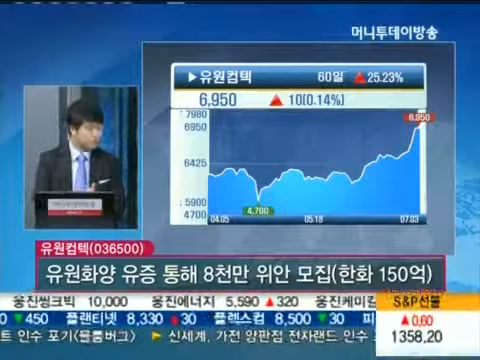 머니투데이방송
▶유원컴텍 60일 ▲25.23%
6,950 ▲ 10(0.14%)
7980
6950
6425
5900
4700
6,950
4,700
04.05 05.18 07.03
유원컴텍(036500)
유원화양 유증 통해 8천만 위안 모집(한화 150억)
웅진씽크빅 10,000 웅진에너지 5,590 ▲320 웅진케미칼
▼450 플랜티넷 8,330 ▼30 플렉스컴 8,500 ▼30
트 인수 포기(블룸버그) ▶ 신세계, 가전 양판점 전자랜드 인수
S&P선물
▲0.60
1358.20